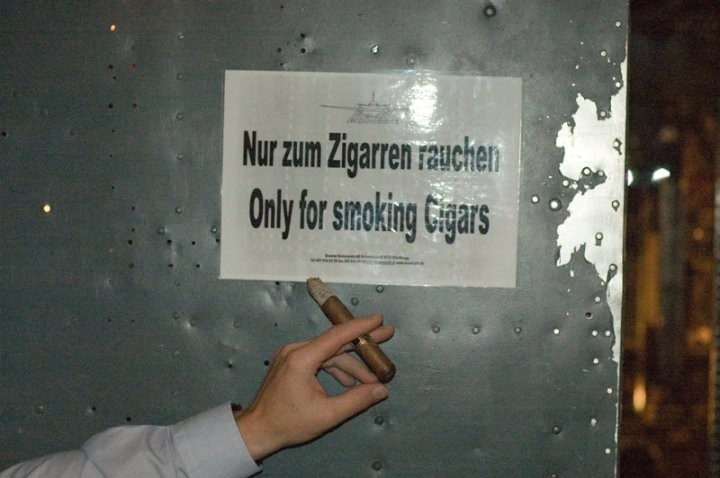 Nur zum Zigarren rauchen
Only for smoking Cigars